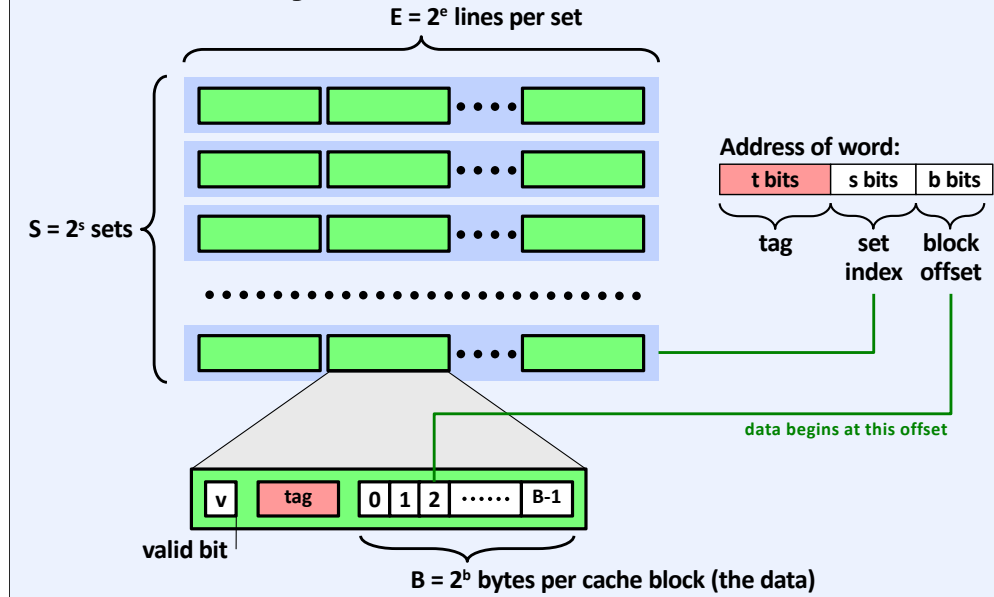 E = 2ᵉ lines per set
S = 2ˢ sets
Address of word:
t bits s bits b bits
tag set index block offset
data begins at this offset
v tag 0 1 2 ...... B-1
valid bit
B = 2ᵇ bytes per cache block (the data)